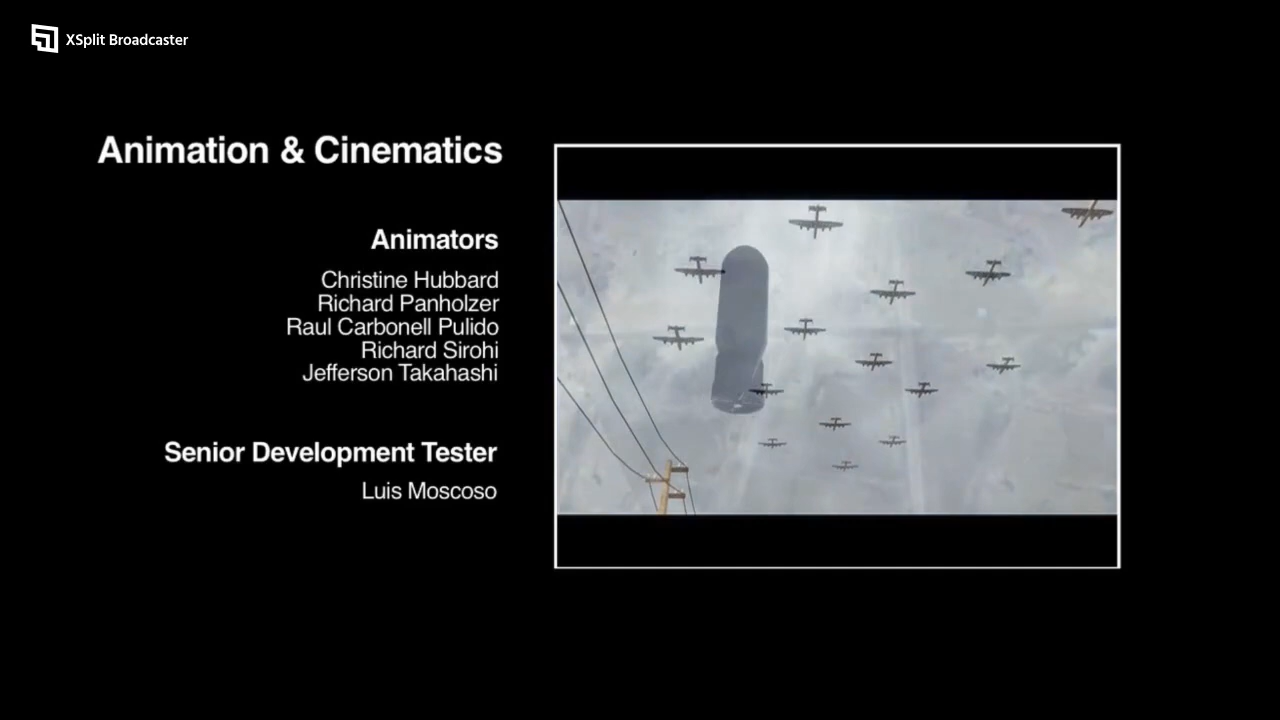 XSplit Broadcaster
Animation & Cinematics
Animators
Christine Hubbard
Richard Panholzer
Raul Carbonell Pulido
Richard Sirohi
Jefferson Takahashi
Senior Development Tester
Luis Moscoso